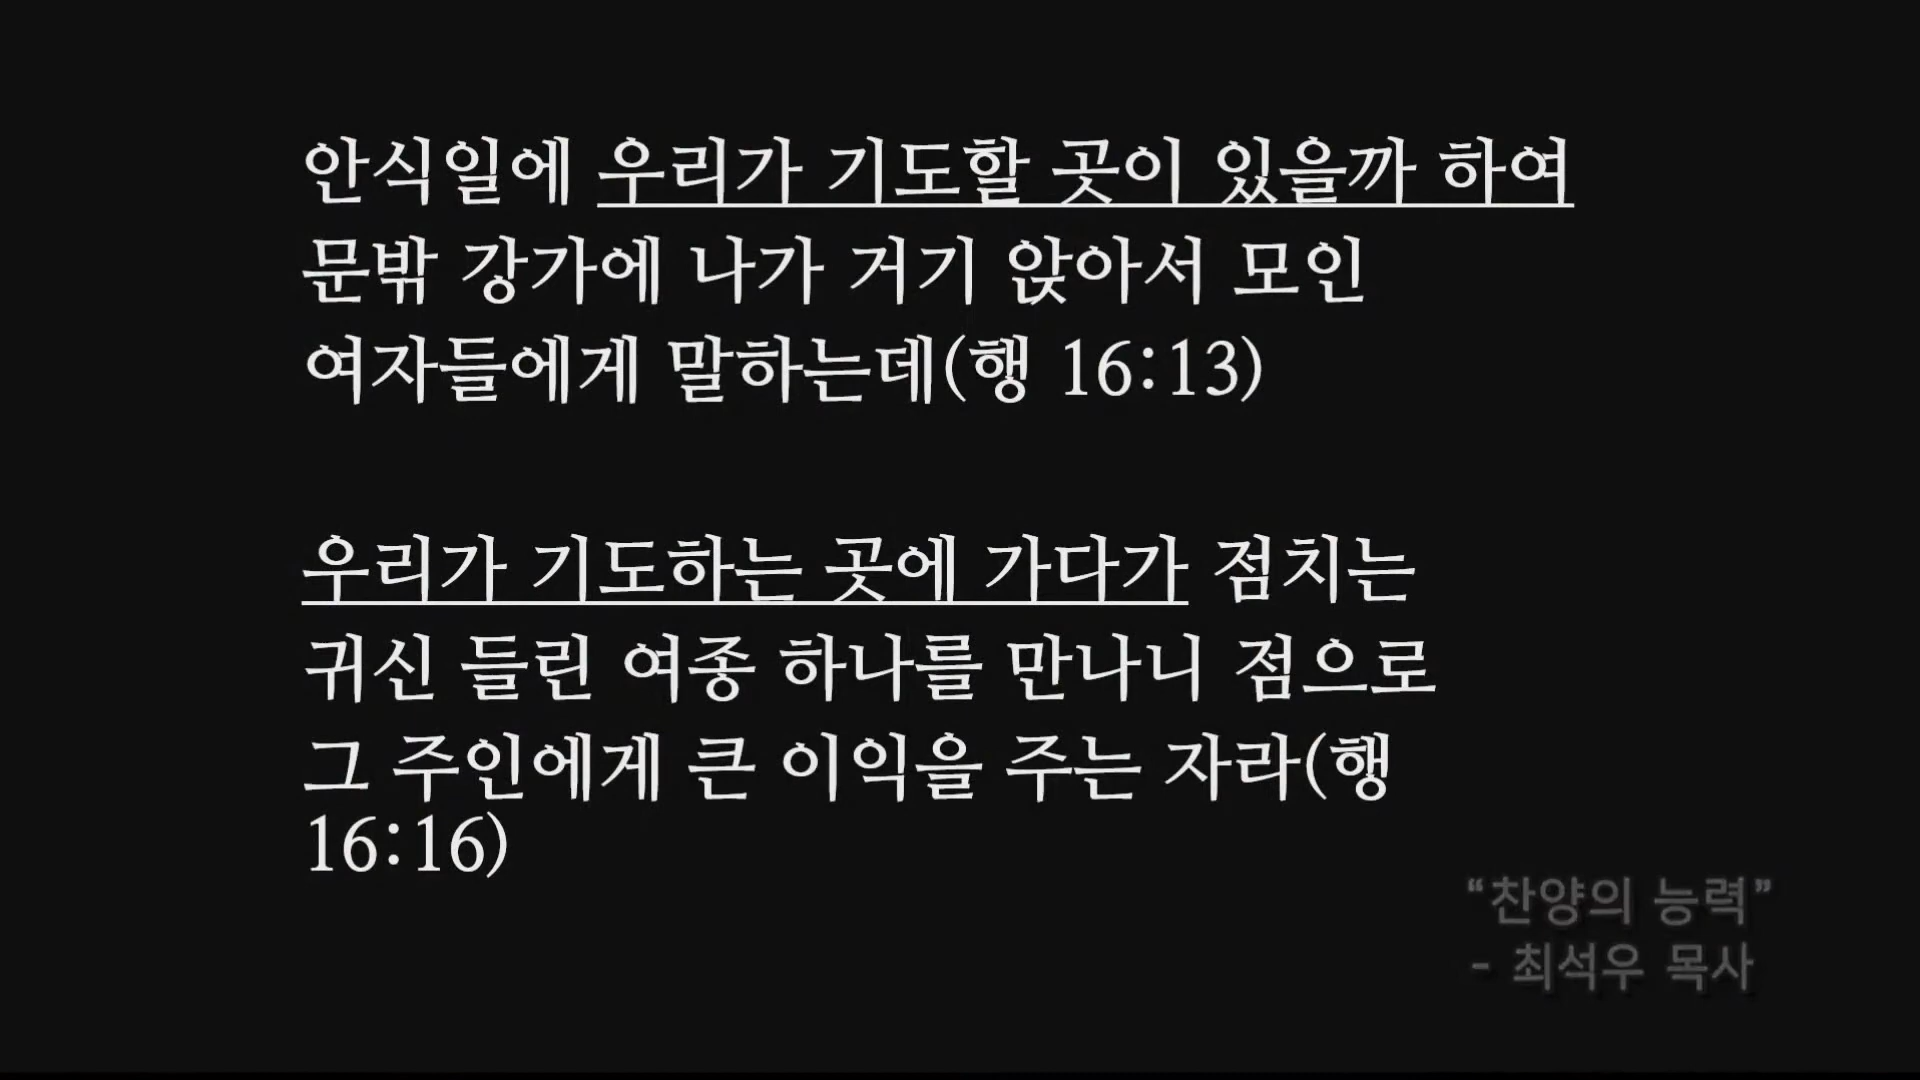 안식일에 우리가 기도할 곳이 있을까 하여
문밖 강가에 나가 거기 앉아서 모인
여자들에게 말하는데(행 16:13)
우리가 기도하는 곳에 가다가 점치는
귀신 들린 여종 하나를 만나니 점으로
그 주인에게 큰 이익을 주는 자라(행
16:16)
“찬양의 능력”
- 최석우 목사